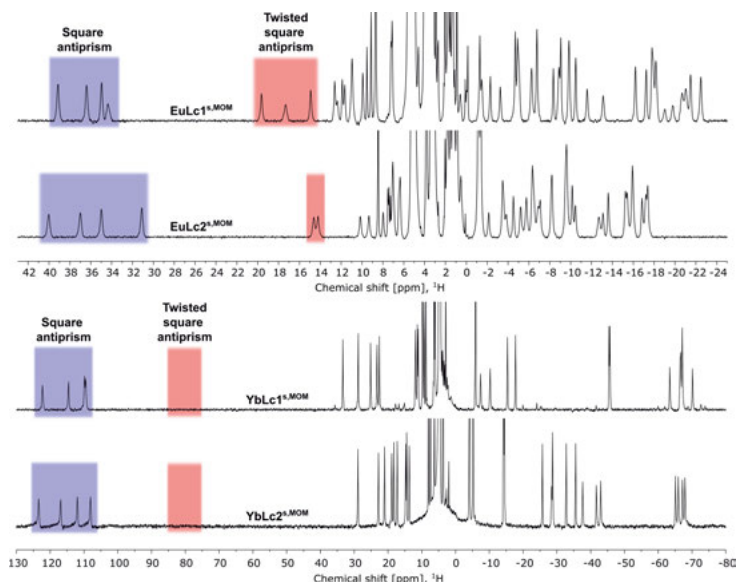 Square
antiprism
Twisted
square
antiprism
EuLc1s,MOM
EuLc2s,MOM
42 40 38 36 34 32 30 28 26 24 22 20 18 16 14 12 10 8 6 4 2 0 -2 -4 -6 -8 -10 -12 -14 -16 -18 -20 -22 -24
Chemical shift [ppm], ¹H
Square
antiprism
Twisted
square
antiprism
YbLc1s,MOM
YbLc2s,MOM
130 120 110 100 90 80 70 60 50 40 30 20 10 0 -10 -20 -30 -40 -50 -60 -70 -80
Chemical shift [ppm], ¹H